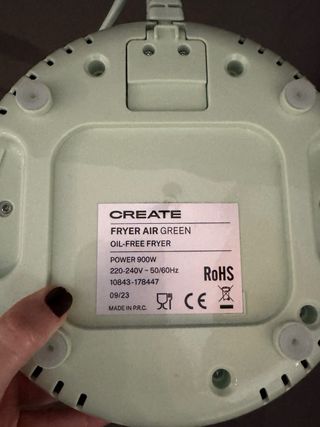 CREATE
FRYER AIR GREEN
OIL-FREE FRYER
POWER 900W
220-240V ~ 50/60Hz
10843-178447
09/23
MADE IN P.R.C.
CE
RoHS